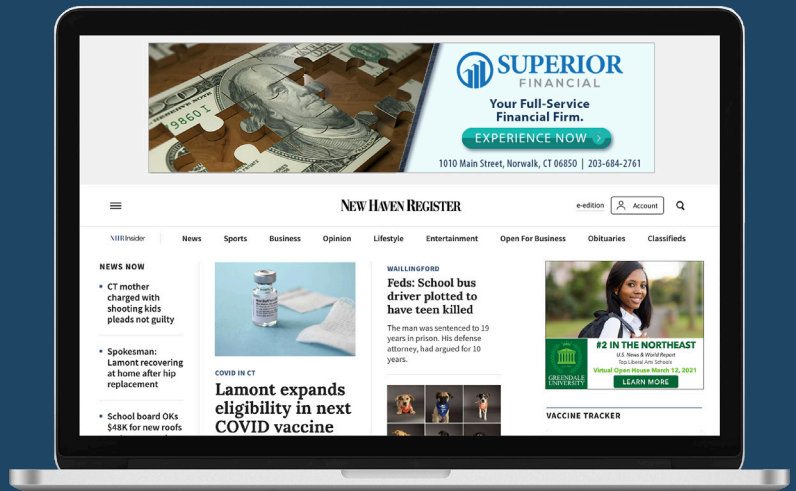 SUPERIOR
FINANCIAL
Your Full-Service
Financial Firm.
EXPERIENCE NOW
1010 Main Street, Norwalk, CT 06850 | 203-684-2761
98601
NEW HAVEN REGISTER
e-edition
Account
NHRInsider
News
Sports
Business
Opinion
Lifestyle
Entertainment
Open For Business
Obituaries
Classifieds
NEWS NOW
• CT mother
charged with
shooting kids
pleads not guilty
• Spokesman:
Lamont recovering
at home after hip
replacement
• School board OKs
$48K for new roofs
COVID IN CT
Lamont expands
eligibility in next
COVID vaccine
WAILLINGFORD
Feds: School bus
driver plotted to
have teen killed
The man was sentenced to 19
years in prison. His defense
attorney, had argued for 10
years.
#2 IN THE NORTHEAST
U.S. News & World Report
Top Liberal Arts Schools
Virtual Open House March 12, 2021
LEARN MORE
GREENDALE
UNIVERSITY
VACCINE TRACKER